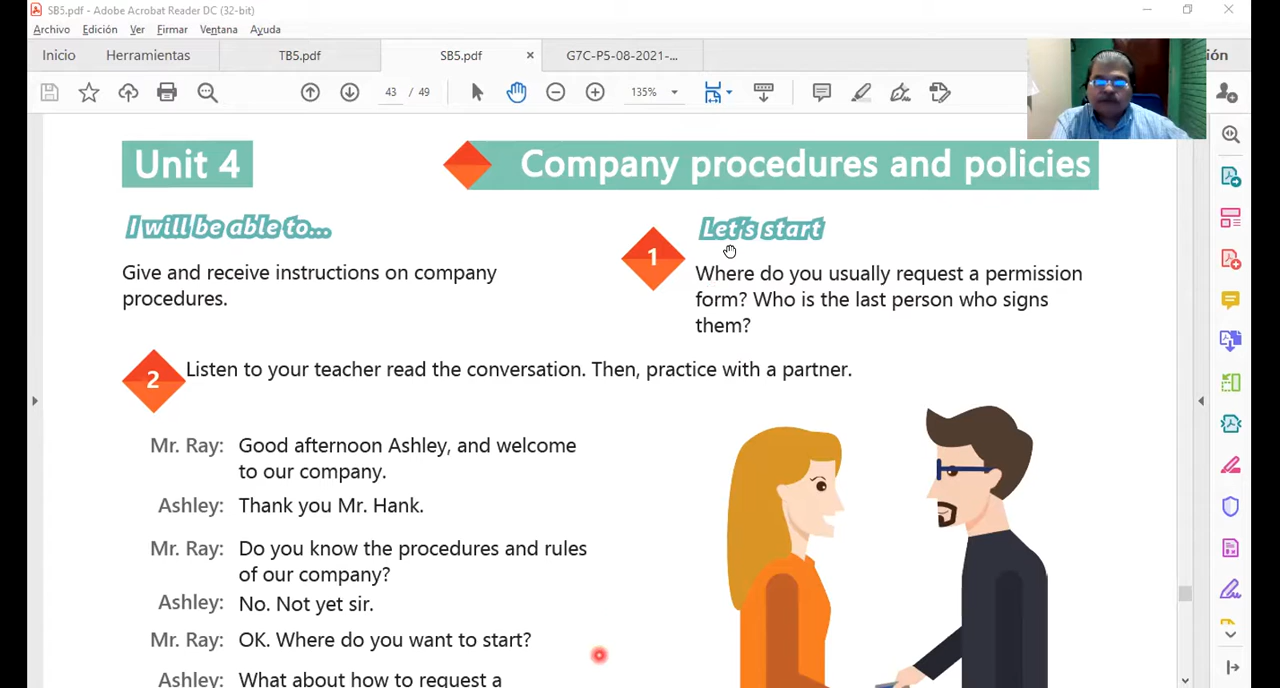 SB5.pdf - Adobe Acrobat Reader DC (32-bit)
Archivo Edición Ver Firmar Ventana Ayuda
Inicio Herramientas TB5.pdf SB5.pdf × G7C-P5-08-2021-... ión
43 / 49 135%
Unit 4
Company procedures and policies
I will be able to...
Give and receive instructions on company
procedures.
1
Let's start
Where do you usually request a permission
form? Who is the last person who signs
them?
2
Listen to your teacher read the conversation. Then, practice with a partner.
Mr. Ray: Good afternoon Ashley, and welcome
to our company.
Ashley: Thank you Mr. Hank.
Mr. Ray: Do you know the procedures and rules
of our company?
Ashley: No. Not yet sir.
Mr. Ray: OK. Where do you want to start?
Ashley: What about how to request a